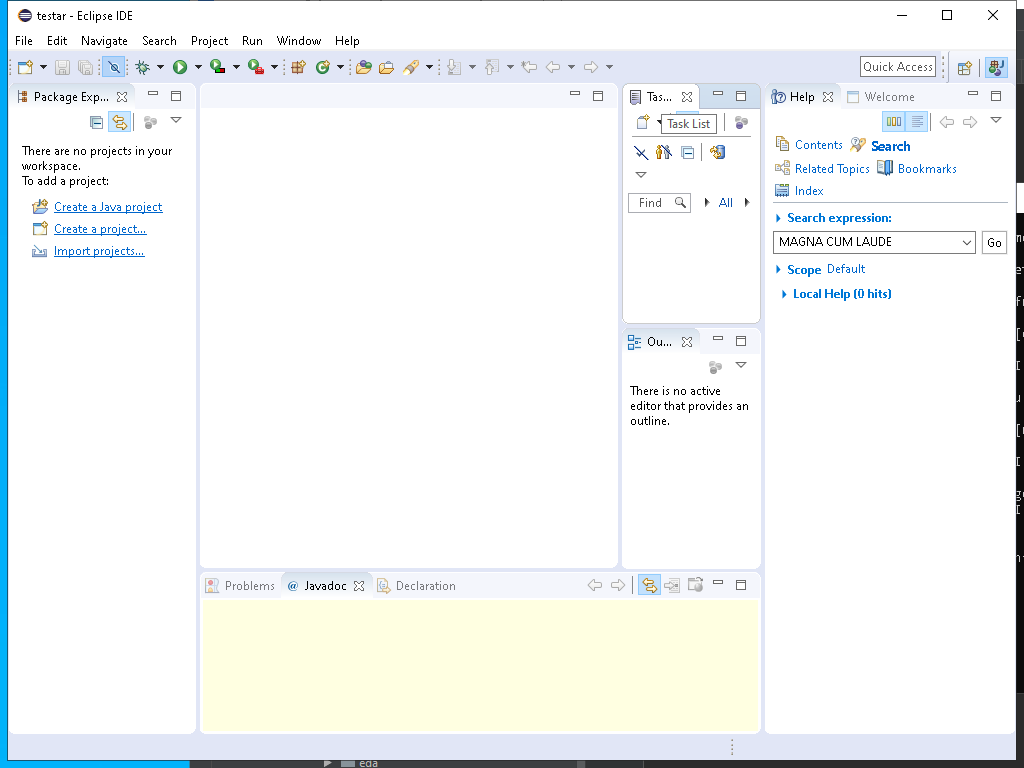 testar - Eclipse IDE
File Edit Navigate Search Project Run Window Help
Quick Access
Package Exp...
There are no projects in your
workspace.
To add a project:
Create a Java project
Create a project...
Import projects...
Tas...
Task List
Find
All
Ou...
There is no active
editor that provides an
outline.
Help Welcome
Contents Search
Related Topics Bookmarks
Index
Search expression:
MAGNA CUM LAUDE Go
Scope Default
Local Help (0 hits)
Problems @ Javadoc Declaration
eda